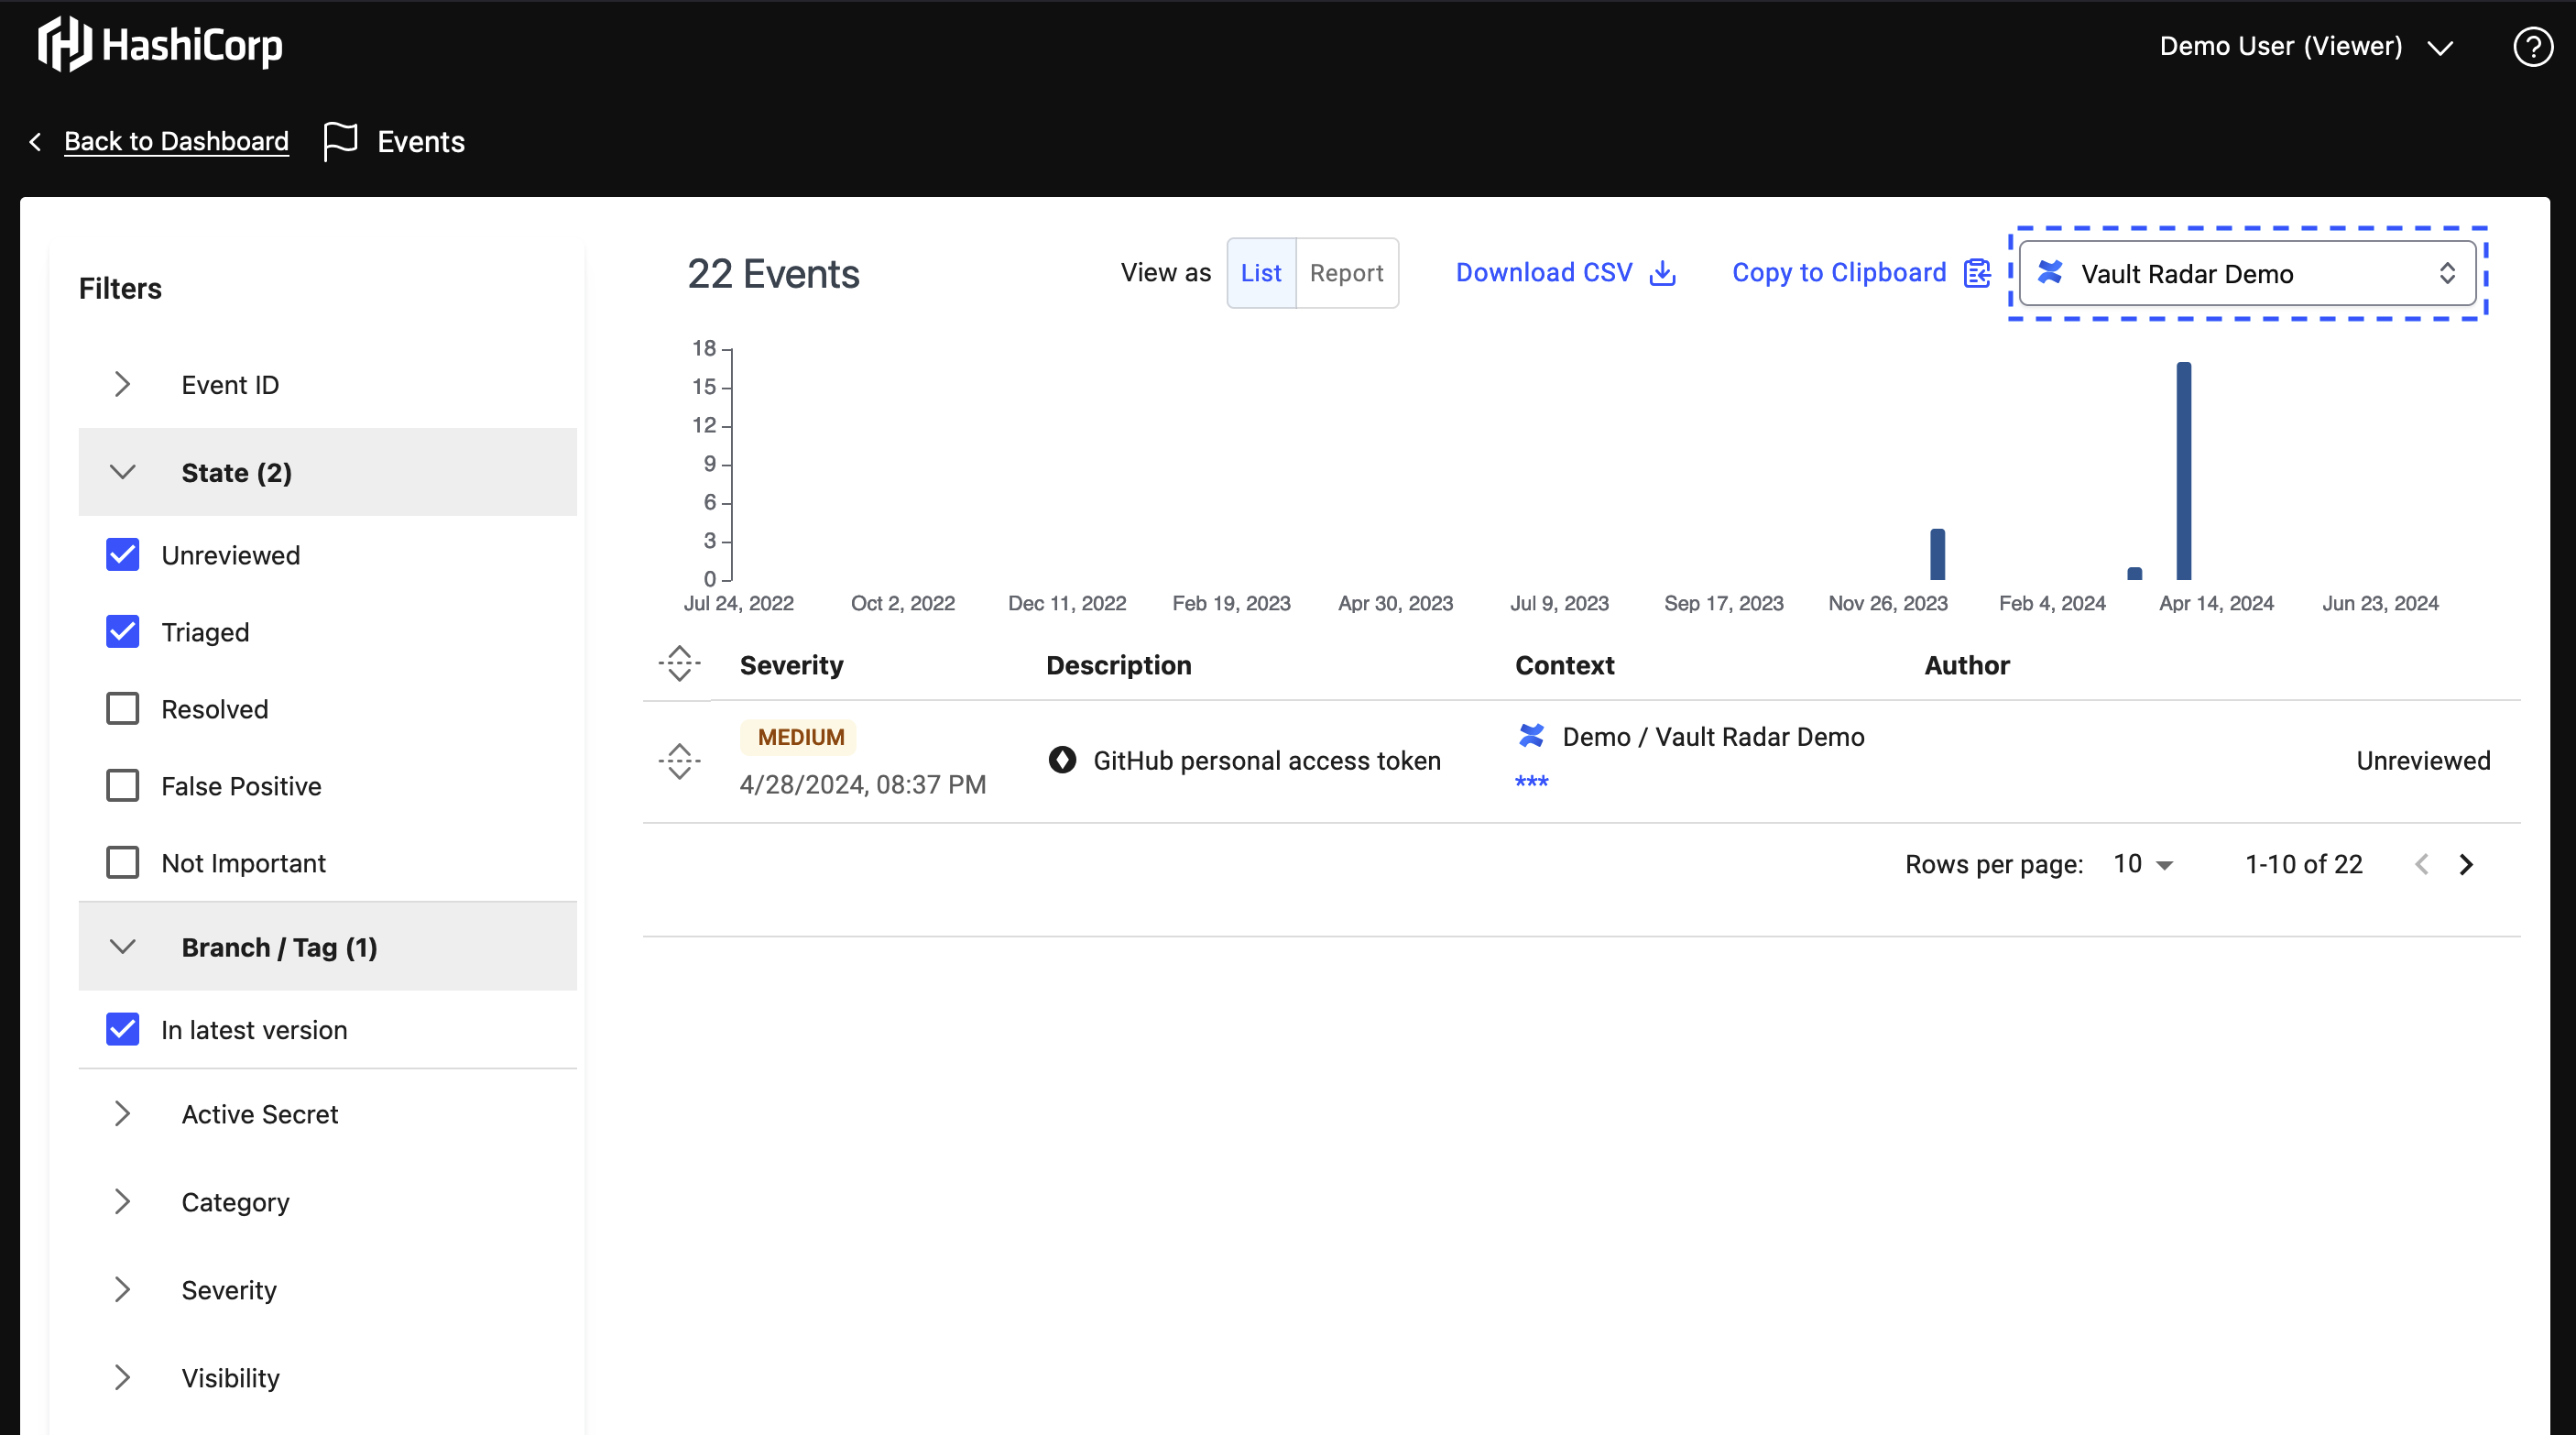 HashiCorp
Demo User (Viewer)
Back to Dashboard
Events
Filters
Event ID
State (2)
Unreviewed
Triaged
Resolved
False Positive
Not Important
Branch / Tag (1)
In latest version
Active Secret
Category
Severity
Visibility
22 Events
View as
List
Report
Download CSV
Copy to Clipboard
Vault Radar Demo
18
15
12
9
6
3
0
Jul 24, 2022
Oct 2, 2022
Dec 11, 2022
Feb 19, 2023
Apr 30, 2023
Jul 9, 2023
Sep 17, 2023
Nov 26, 2023
Feb 4, 2024
Apr 14, 2024
Jun 23, 2024
Severity
Description
Context
Author
MEDIUM
4/28/2024, 08:37 PM
GitHub personal access token
Demo / Vault Radar Demo
***
Unreviewed
Rows per page:
10
1-10 of 22